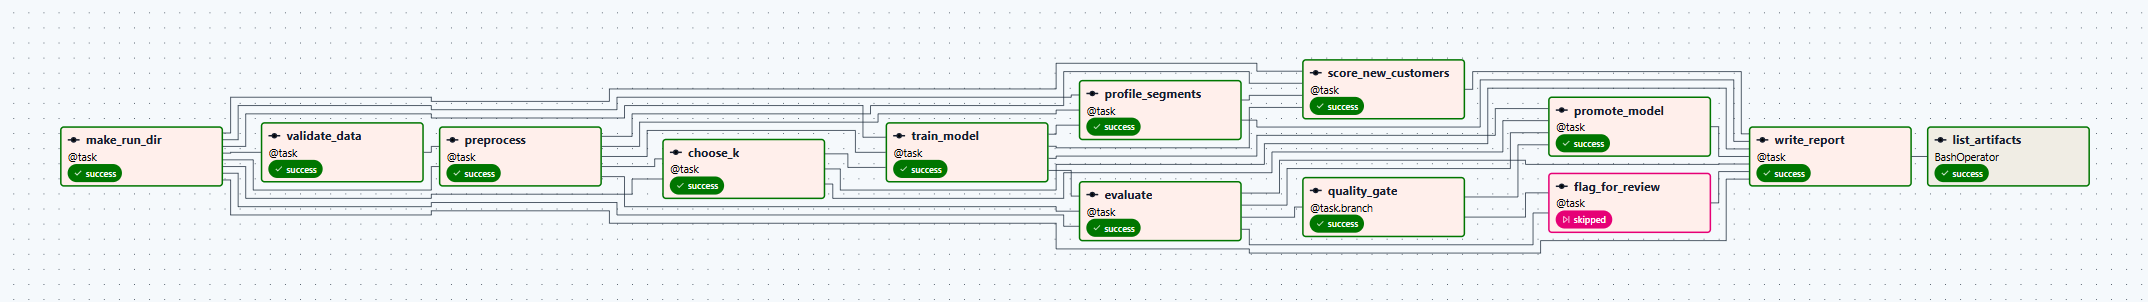 make_run_dir
@task
success
validate_data
@task
success
preprocess
@task
success
choose_k
@task
success
train_model
@task
success
profile_segments
@task
success
evaluate
@task
success
score_new_customers
@task
success
quality_gate
@task.branch
success
promote_model
@task
success
flag_for_review
@task
skipped
write_report
@task
success
list_artifacts
BashOperator
success